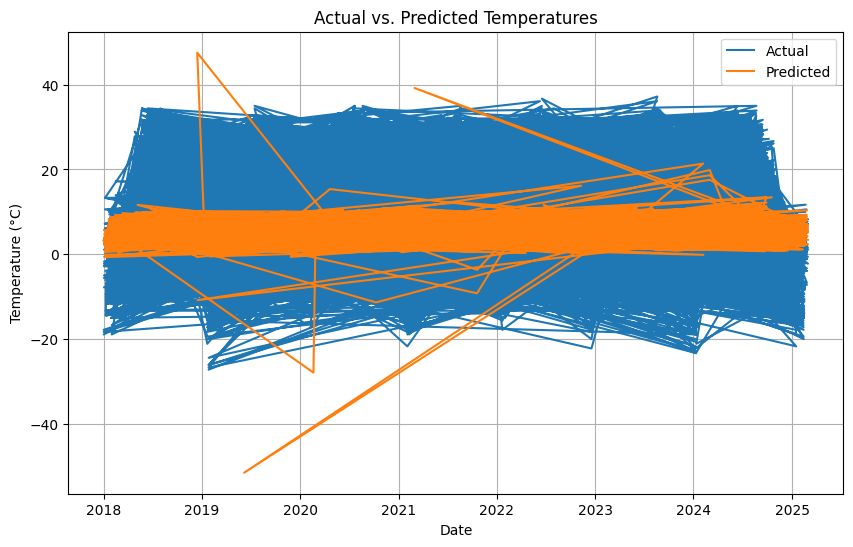 Actual vs. Predicted Temperatures
Actual
Predicted
Temperature (°C)
40
20
0
−20
−40
2018 2019 2020 2021 2022 2023 2024 2025
Date